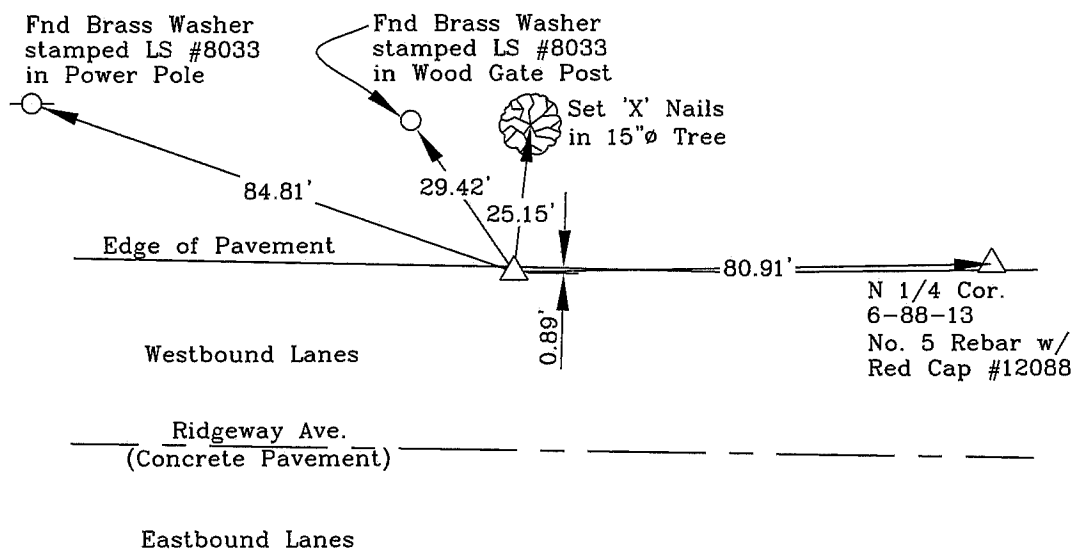 Fnd Brass Washer
stamped LS #8033
in Power Pole
Fnd Brass Washer
stamped LS #8033
in Wood Gate Post
Set 'X' Nails
in 15"ø Tree
84.81'
29.42'
25.15'
Edge of Pavement
80.91'
0.89'
N 1/4 Cor.
6-88-13
No. 5 Rebar w/
Red Cap #12088
Westbound Lanes
Ridgeway Ave.
(Concrete Pavement)
Eastbound Lanes